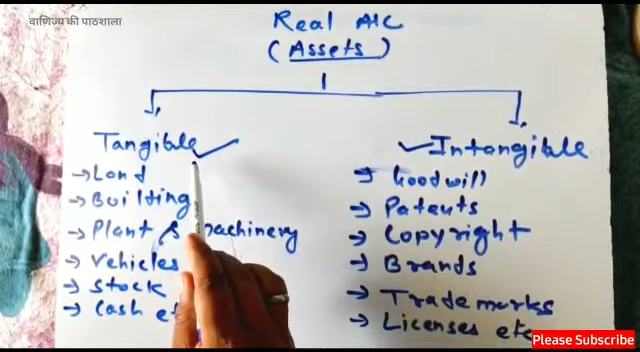 वाणिज्य की पाठशाला
Real A/C
(Assets)
Tangible
→ Land
→ Building
→ Plant & machinery
→ Vehicles
→ Stock
→ Cash et
Intangible
→ Goodwill
→ Patents
→ Copyright
→ Brands
→ Trademarks
→ Licenses etc
Please Subscribe